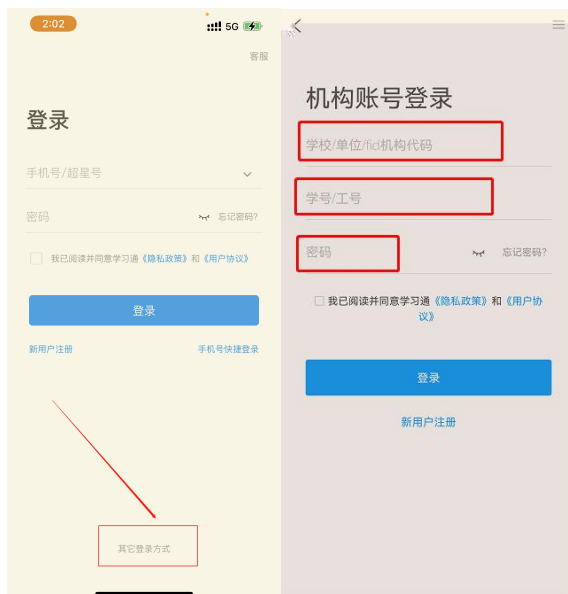 2:02
5G
客服
登录
手机号/超星号
密码
忘记密码?
我已阅读并同意学习通《隐私政策》和《用户协议》
登录
新用户注册
手机号快捷登录
其它登录方式
机构账号登录
学校/单位/fid机构代码
学号/工号
密码
忘记密码?
我已阅读并同意学习通《隐私政策》和《用户协
议》
登录
新用户注册